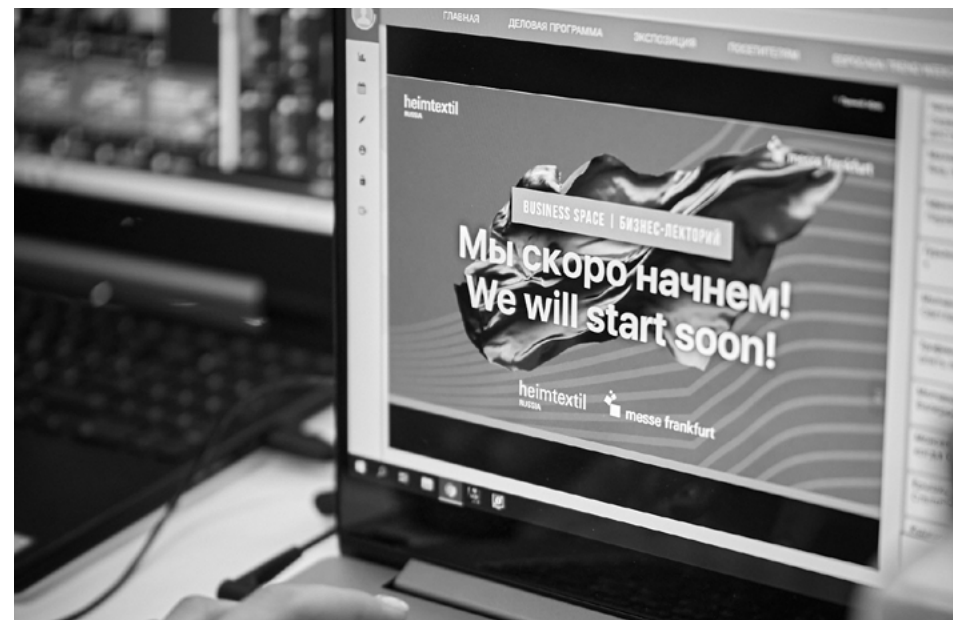 ГЛАВНАЯ
ДЕЛОВАЯ ПРОГРАММА
ЭКСПОЗИЦИЯ
ПОСЕТИТЕЛЯМ
heimtextil
RUSSIA
messe frankfurt
BUSINESS SPACE | БИЗНЕС-ЛЕКТОРИЙ
Мы скоро начнем!
We will start soon!
heimtextil
RUSSIA
messe frankfurt